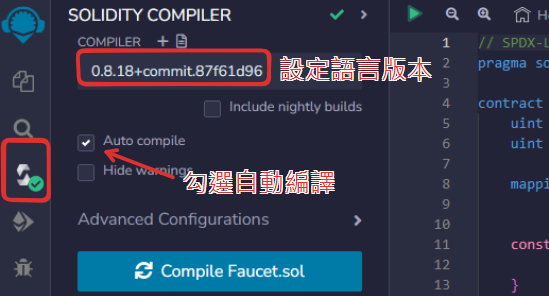 SOLIDITY COMPILER
COMPILER
0.8.18+commit.87f61d96
設定語言版本
Include nightly builds
Auto compile
Hide warnings
勾選自動編譯
Advanced Configurations
Compile Faucet.sol
Home
1 // SPDX-L
2 pragma so
3
4 contract
5 uint
6 uint
7
8 mappi
9
10
11 const
12
13 }